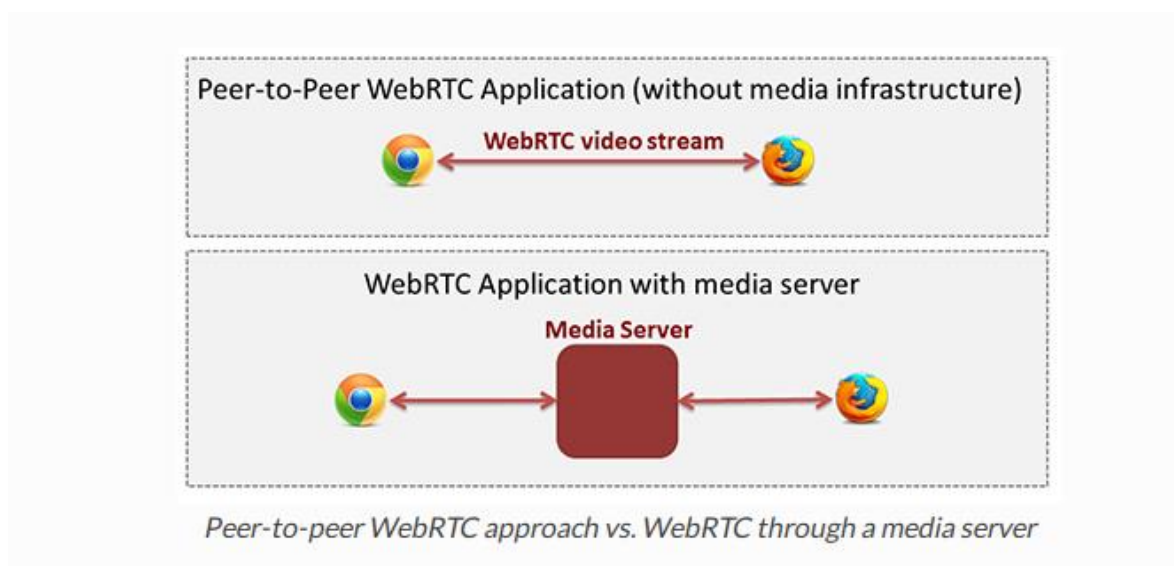 Peer-to-Peer WebRTC Application (without media infrastructure)
WebRTC video stream
WebRTC Application with media server
Media Server
Peer-to-peer WebRTC approach vs. WebRTC through a media server